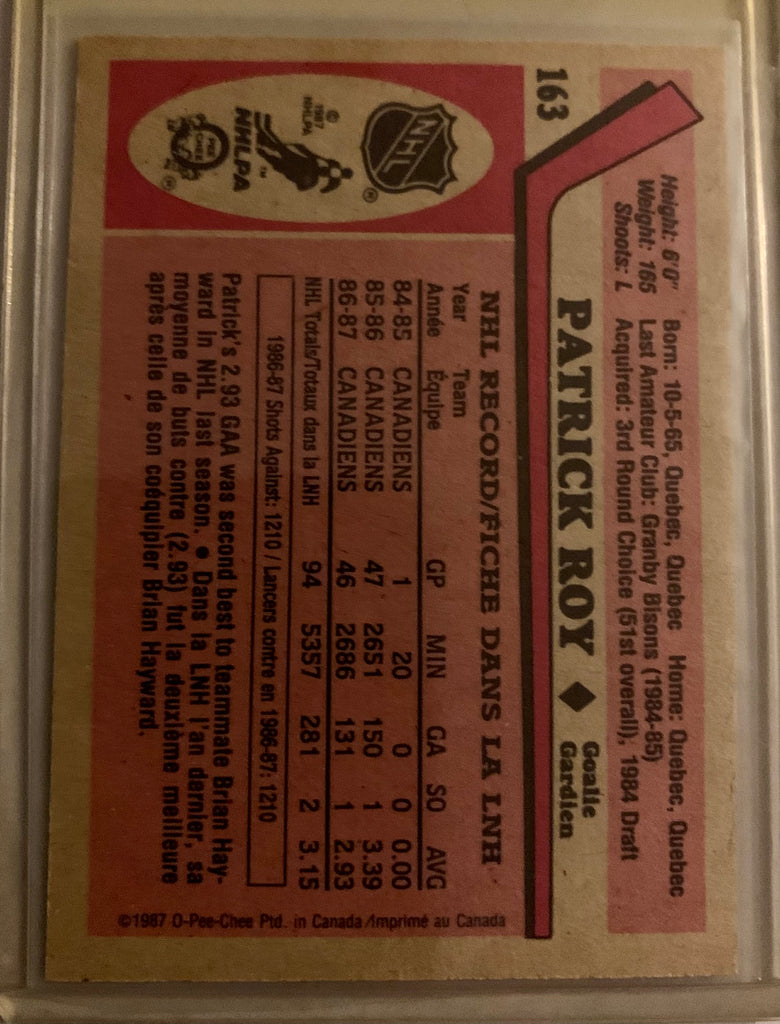 163
Height: 6'0" Born: 10-5-65, Quebec, Quebec Home: Quebec, Quebec
Weight: 165 Last Amateur Club: Granby Bisons (1984-85)
Shoots: L Acquired: 3rd Round Choice (51st overall), 1984 Draft
PATRICK ROY ◆ Goalie
Gardien
NHL
®
© 1987 NHLPA
™
NHLPA
O-PEE-CHEE
®
NHL RECORD/FICHE DANS LA LNH
Year Team
Année Équipe GP MIN GA SO AVG
84-85 CANADIENS 1 20 0 0 0.00
85-86 CANADIENS 47 2651 150 1 3.39
86-87 CANADIENS 46 2686 131 1 2.93
NHL Totals/Totaux dans la LNH 94 5357 281 2 3.15
1986-87 Shots Against: 1210 / Lancers contre en 1986-87: 1210
Patrick's 2.93 GAA was second best to teammate Brian Hay-
ward in NHL last season. ● Dans la LNH l'an dernier, sa
moyenne de buts contre (2.93) fut la deuxième meilleure
après celle de son coéquipier Brian Hayward.
©1987 O-Pee-Chee Ptd. in Canada/Imprimé au Canada